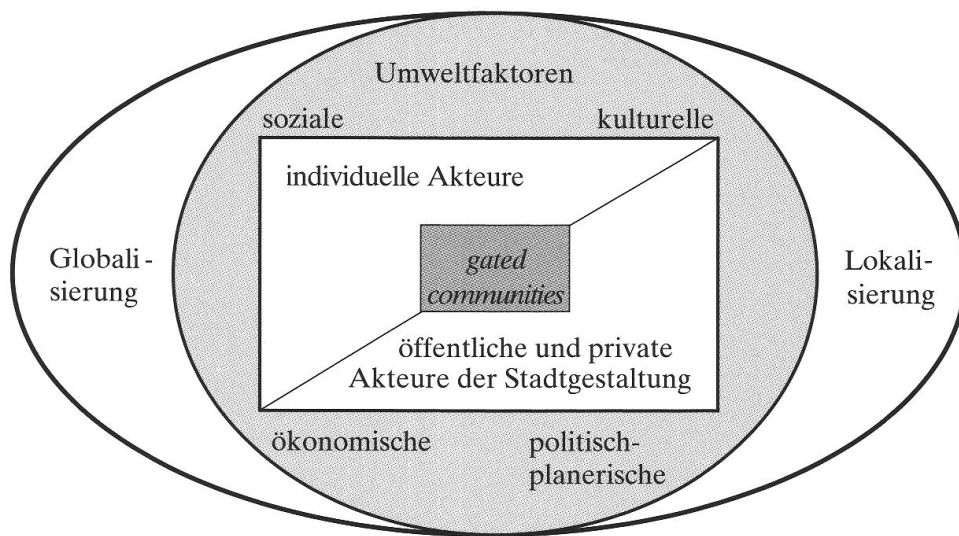 Umweltfaktoren
soziale
kulturelle
individuelle Akteure
Globali-
sierung
gated
communities
Lokali-
sierung
öffentliche und private
Akteure der Stadtgestaltung
ökonomische
politisch-
planerische